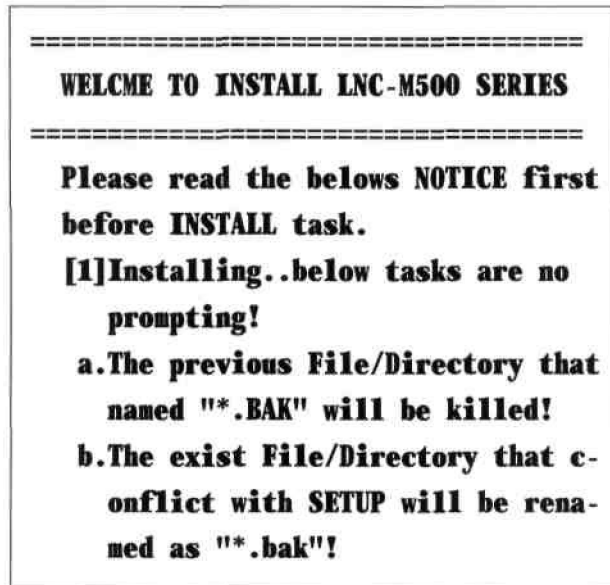 ====================================
WELCME TO INSTALL LNC-M500 SERIES
====================================
Please read the belows NOTICE first
before INSTALL task.
[1]Installing..below tasks are no
prompting!
a.The previous File/Directory that
named "*.BAK" will be killed!
b.The exist File/Directory that c-
onflict with SETUP will be rena-
med as "*.bak"!